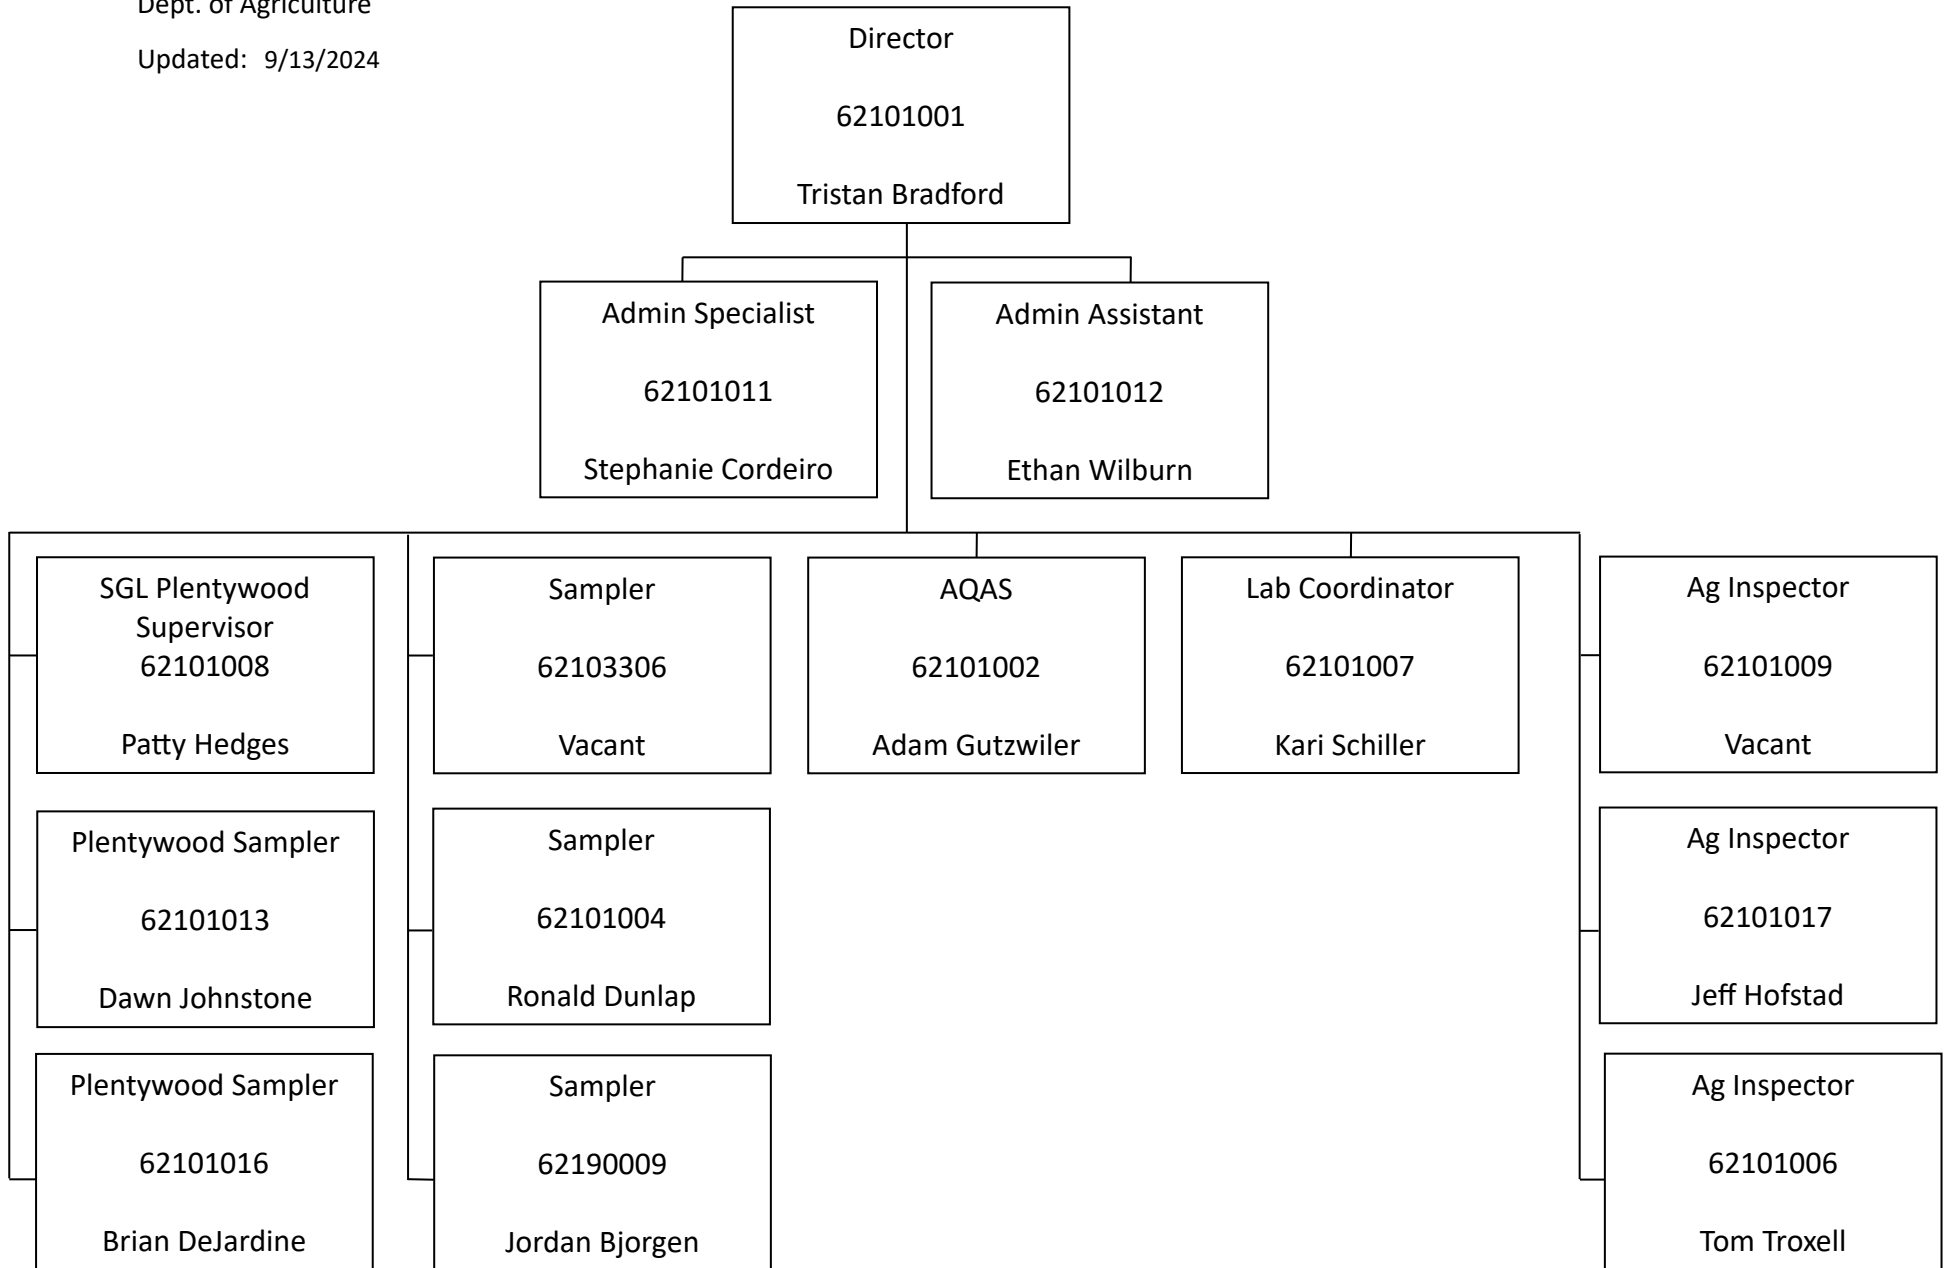 Dept. of Agriculture
Updated: 9/13/2024
Director
62101001
Tristan Bradford
Admin Specialist
62101011
Stephanie Cordeiro
Admin Assistant
62101012
Ethan Wilburn
SGL Plentywood
Supervisor
62101008
Patty Hedges
Sampler
62103306
Vacant
AQAS
62101002
Adam Gutzwiler
Lab Coordinator
62101007
Kari Schiller
Ag Inspector
62101009
Vacant
Plentywood Sampler
62101013
Dawn Johnstone
Sampler
62101004
Ronald Dunlap
Ag Inspector
62101017
Jeff Hofstad
Plentywood Sampler
62101016
Brian DeJardine
Sampler
62190009
Jordan Bjorgen
Ag Inspector
62101006
Tom Troxell